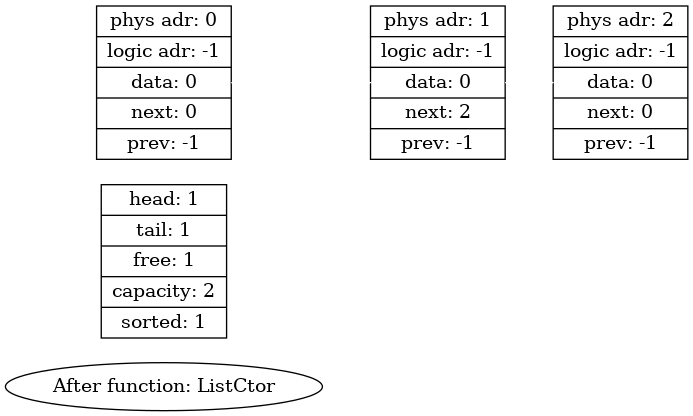 phys adr: 0
logic adr: -1
data: 0
next: 0
prev: -1
phys adr: 1
logic adr: -1
data: 0
next: 2
prev: -1
phys adr: 2
logic adr: -1
data: 0
next: 0
prev: -1
head: 1
tail: 1
free: 1
capacity: 2
sorted: 1
After function: ListCtor